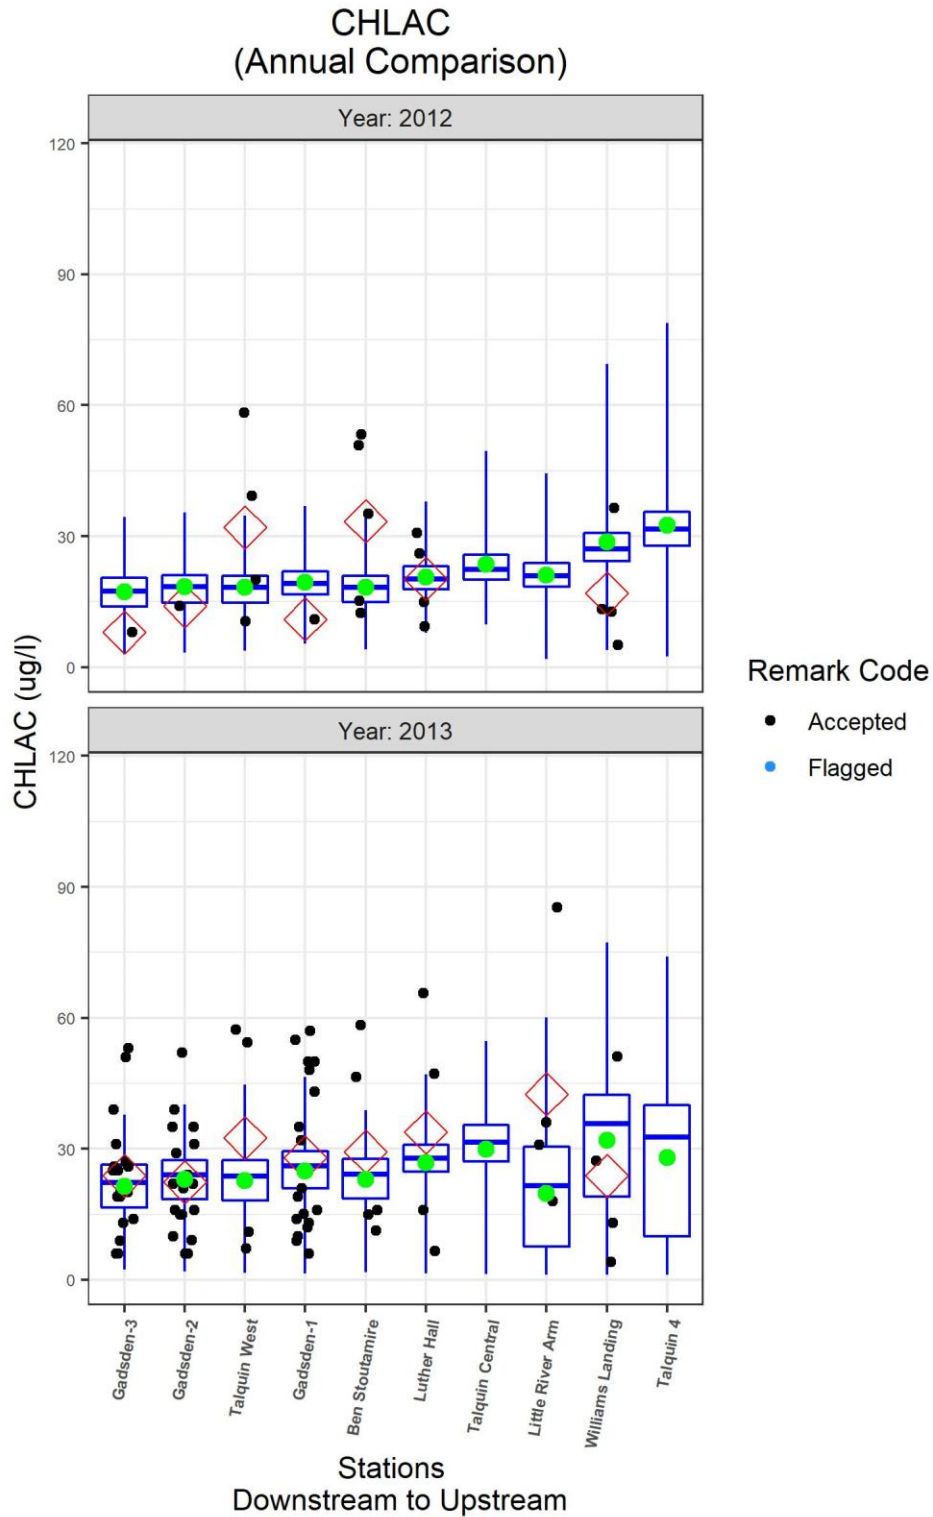 CHLAC
(Annual Comparison)
Year: 2012
120
90
60
30
0
CHLAC (ug/l)
Year: 2013
120
90
60
30
0
Gadsden-3
Gadsden-2
Talquin West
Gadsden-1
Ben Stoutamire
Luther Hall
Talquin Central
Little River Arm
Williams Landing
Talquin 4
Stations
Downstream to Upstream
Remark Code
Accepted
Flagged